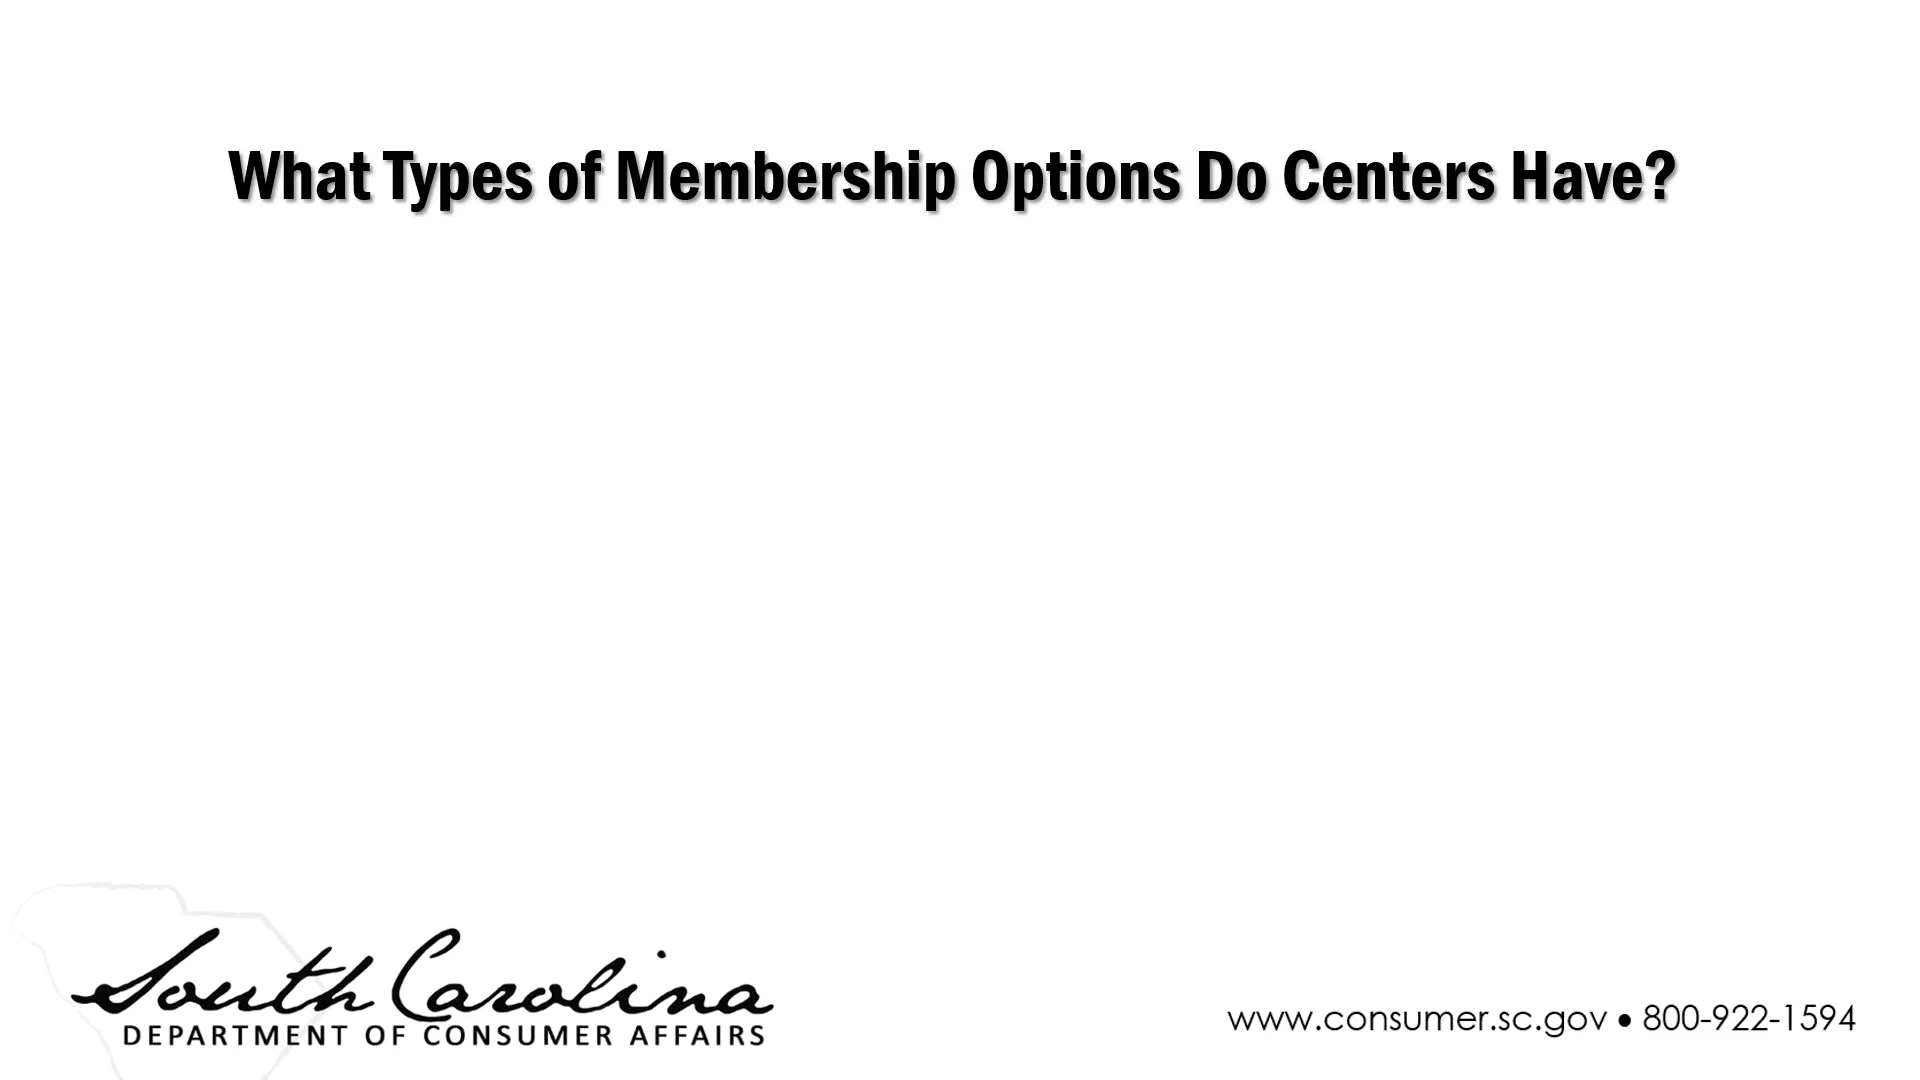 What Types of Membership Options Do Centers Have?
South Carolina
DEPARTMENT OF CONSUMER AFFAIRS
www.consumer.sc.gov • 800-922-1594